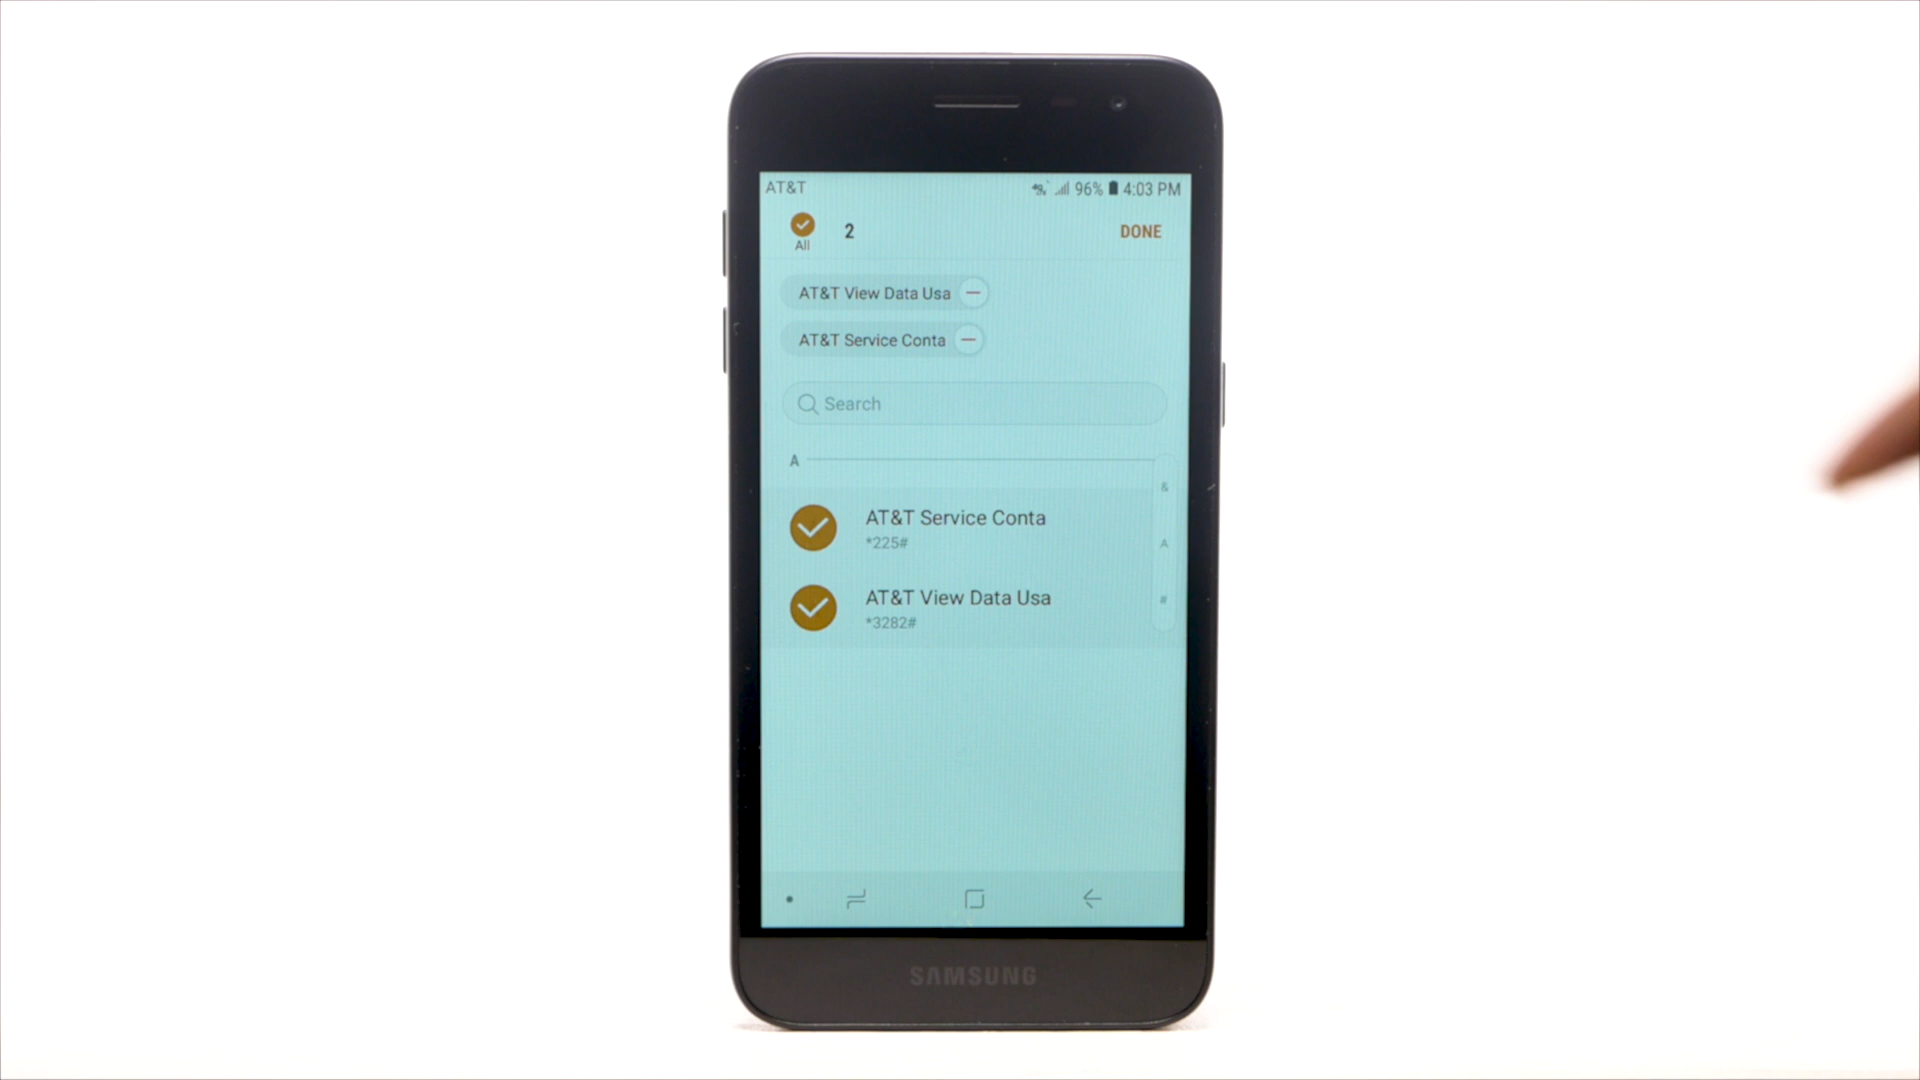 AT&T 96% 4:03 PM
All 2 DONE
AT&T View Data Usa
AT&T Service Conta
Search
A
&
AT&T Service Conta
*225#
A
AT&T View Data Usa
#
*3282#
SAMSUNG